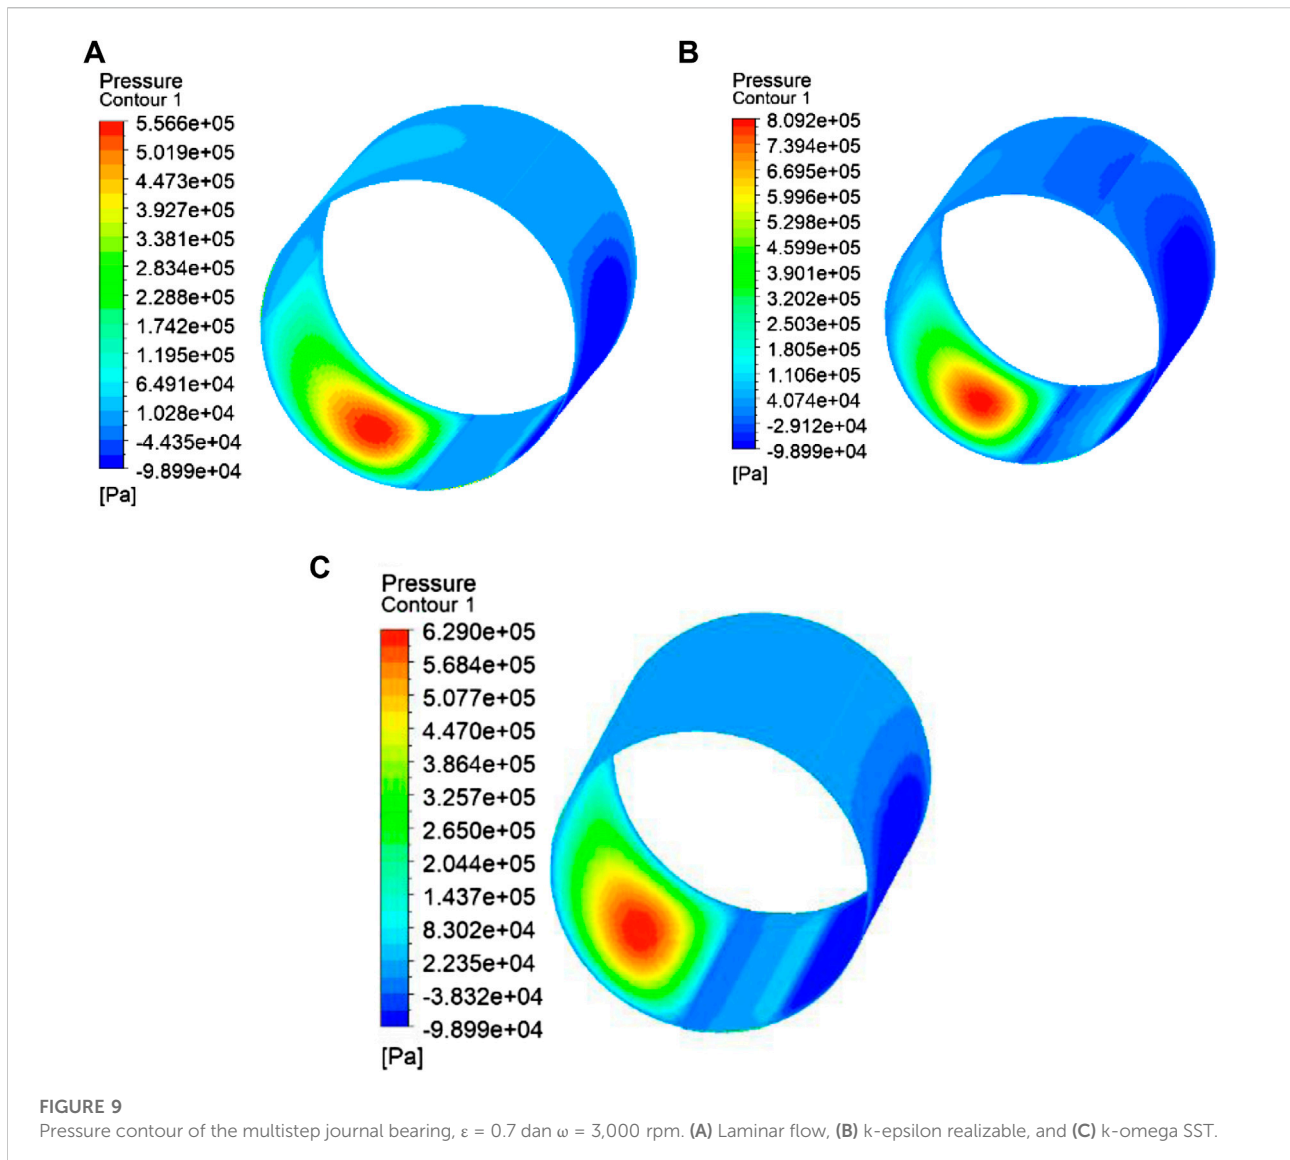 A
Pressure
Contour 1
5.566e+05
5.019e+05
4.473e+05
3.927e+05
3.381e+05
2.834e+05
2.288e+05
1.742e+05
1.195e+05
6.491e+04
1.028e+04
-4.435e+04
-9.899e+04
[Pa]
B
Pressure
Contour 1
8.092e+05
7.394e+05
6.695e+05
5.996e+05
5.298e+05
4.599e+05
3.901e+05
3.202e+05
2.503e+05
1.805e+05
1.106e+05
4.074e+04
-2.912e+04
-9.899e+04
[Pa]
C
Pressure
Contour 1
6.290e+05
5.684e+05
5.077e+05
4.470e+05
3.864e+05
3.257e+05
2.650e+05
2.044e+05
1.437e+05
8.302e+04
2.235e+04
-3.832e+04
-9.899e+04
[Pa]
FIGURE 9
Pressure contour of the multistep journal bearing, ε = 0.7 dan ω = 3,000 rpm. (A) Laminar flow, (B) k-epsilon realizable, and (C) k-omega SST.